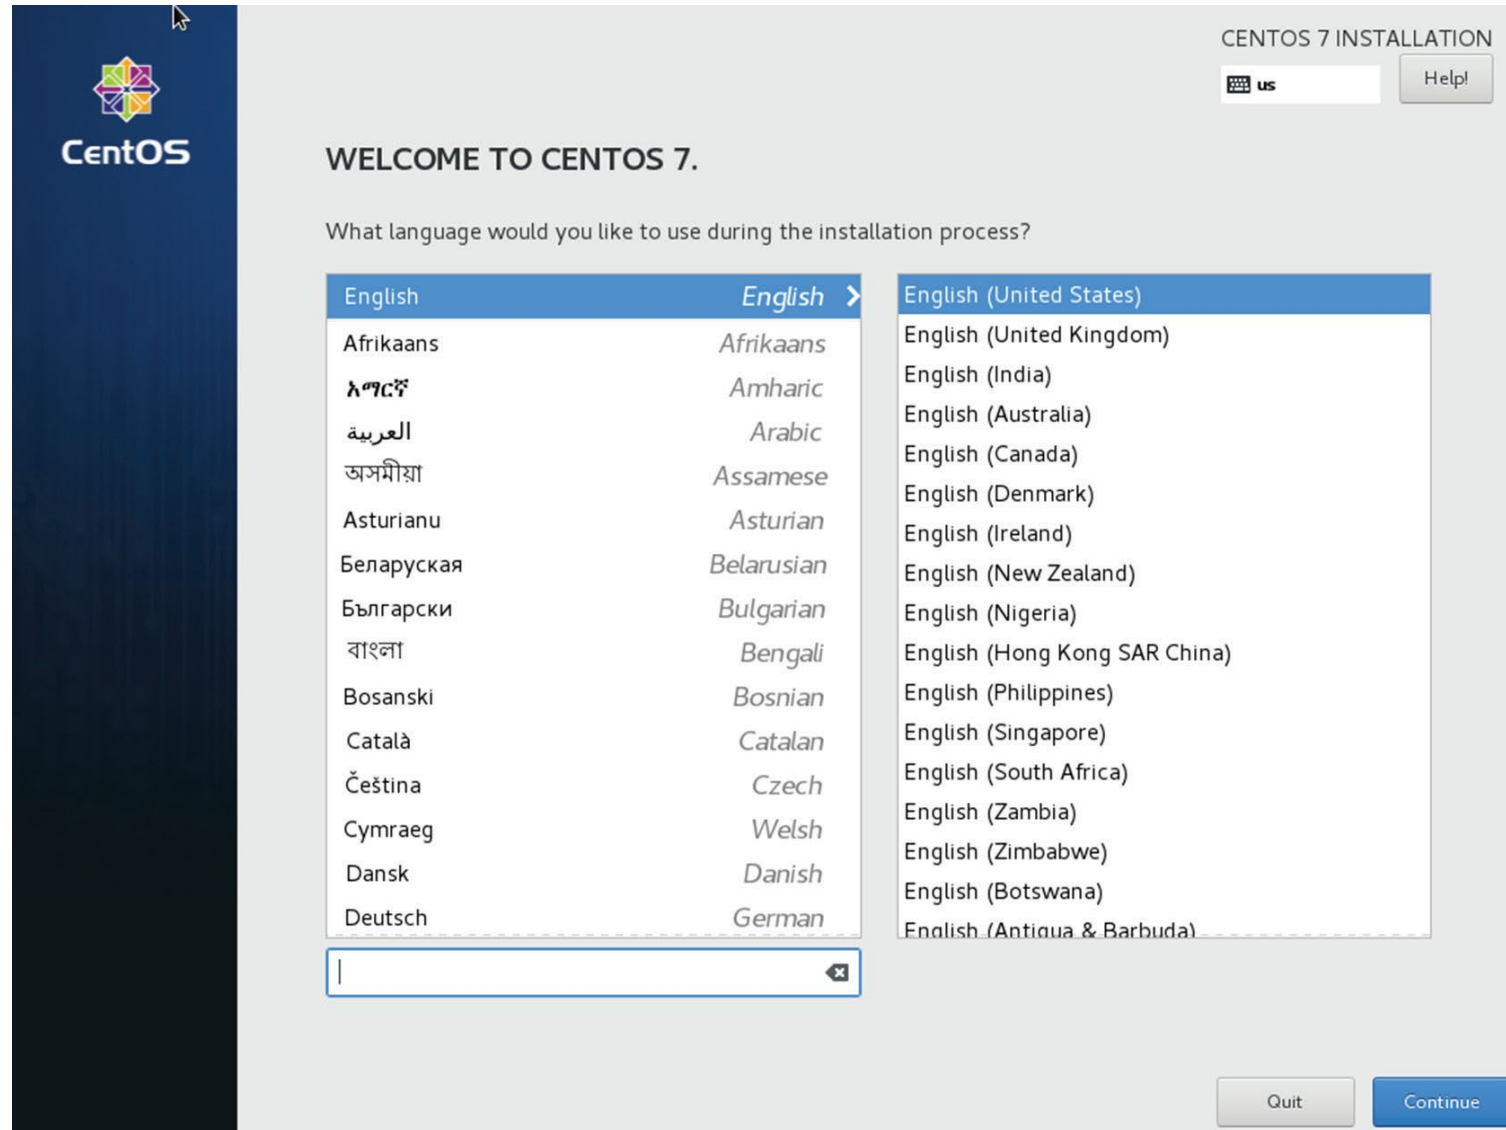 CentOS
CENTOS 7 INSTALLATION
us
Help!
WELCOME TO CENTOS 7.
What language would you like to use during the installation process?
English English
Afrikaans Afrikaans
አማርኛ Amharic
العربية Arabic
অসমীয়া Assamese
Asturianu Asturian
Беларуская Belarusian
Български Bulgarian
বাংলা Bengali
Bosanski Bosnian
Català Catalan
Čeština Czech
Cymraeg Welsh
Dansk Danish
Deutsch German
English (United States)
English (United Kingdom)
English (India)
English (Australia)
English (Canada)
English (Denmark)
English (Ireland)
English (New Zealand)
English (Nigeria)
English (Hong Kong SAR China)
English (Philippines)
English (Singapore)
English (South Africa)
English (Zambia)
English (Zimbabwe)
English (Botswana)
English (Antigua & Barbuda)
Quit
Continue